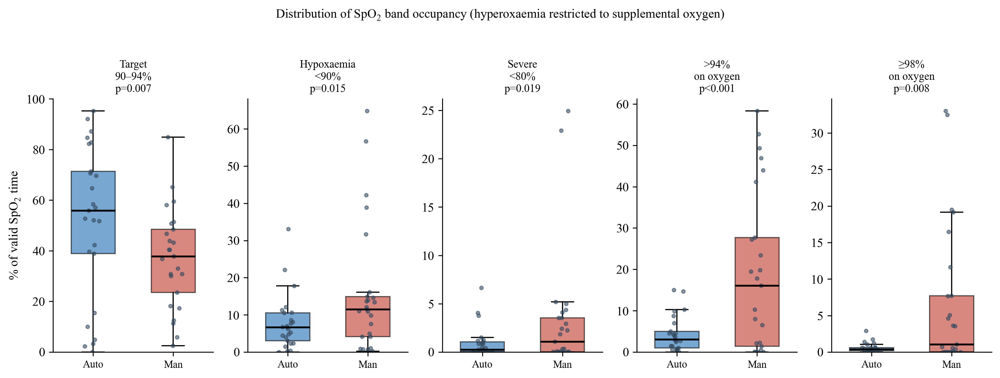 Distribution of SpO₂ band occupancy (hyperoxaemia restricted to supplemental oxygen)
% of valid SpO₂ time
Target
90–94%
p=0.007
100
80
60
40
20
0
Auto
Man
Hypoxaemia
<90%
p=0.015
60
50
40
30
20
10
0
Auto
Man
Severe
<80%
p=0.019
25
20
15
10
5
0
Auto
Man
>94%
on oxygen
p<0.001
60
50
40
30
20
10
0
Auto
Man
≥98%
on oxygen
p=0.008
30
25
20
15
10
5
0
Auto
Man